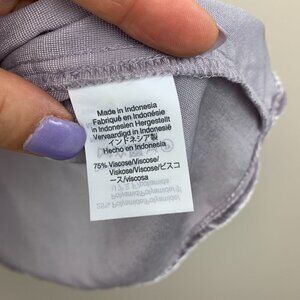 Made in Indonesia
Fabriqué en Indonésie
in Indonesien Hergestellt
Vervaardigd in Indonesië
インドネシア製
Hecho en Indonesia
75% Viscose/Viscose/
Viskose/Viscose/ビスコ
ース/viscosa